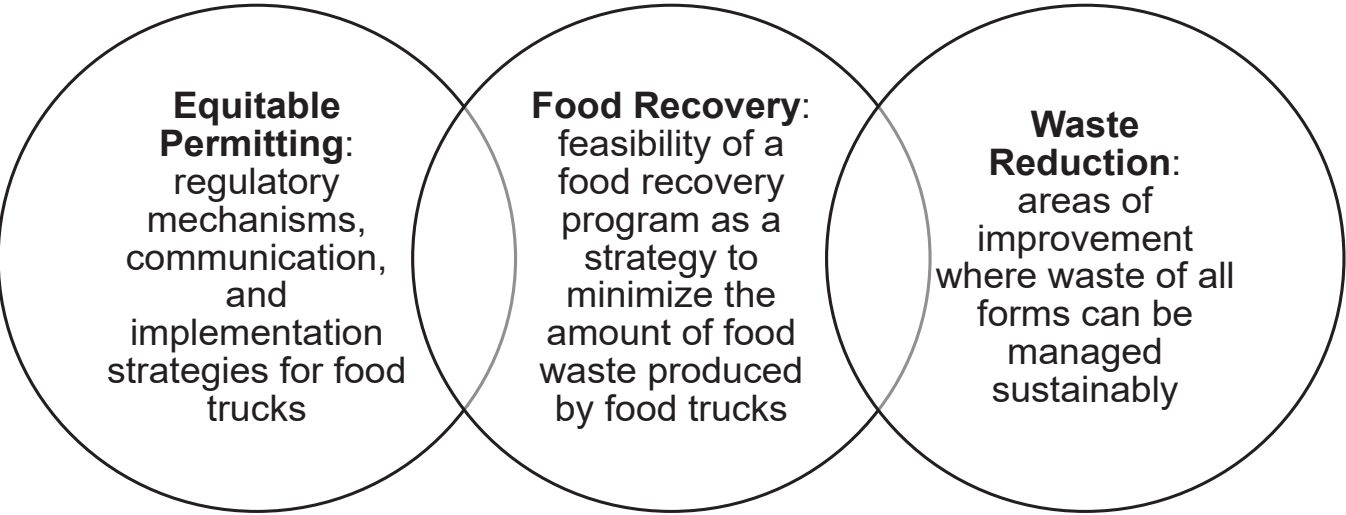 Equitable
Permitting:
regulatory
mechanisms,
communication,
and
implementation
strategies for food
trucks
Food Recovery:
feasibility of a
food recovery
program as a
strategy to
minimize the
amount of food
waste produced
by food trucks
Waste
Reduction:
areas of
improvement
where waste of all
forms can be
managed
sustainably